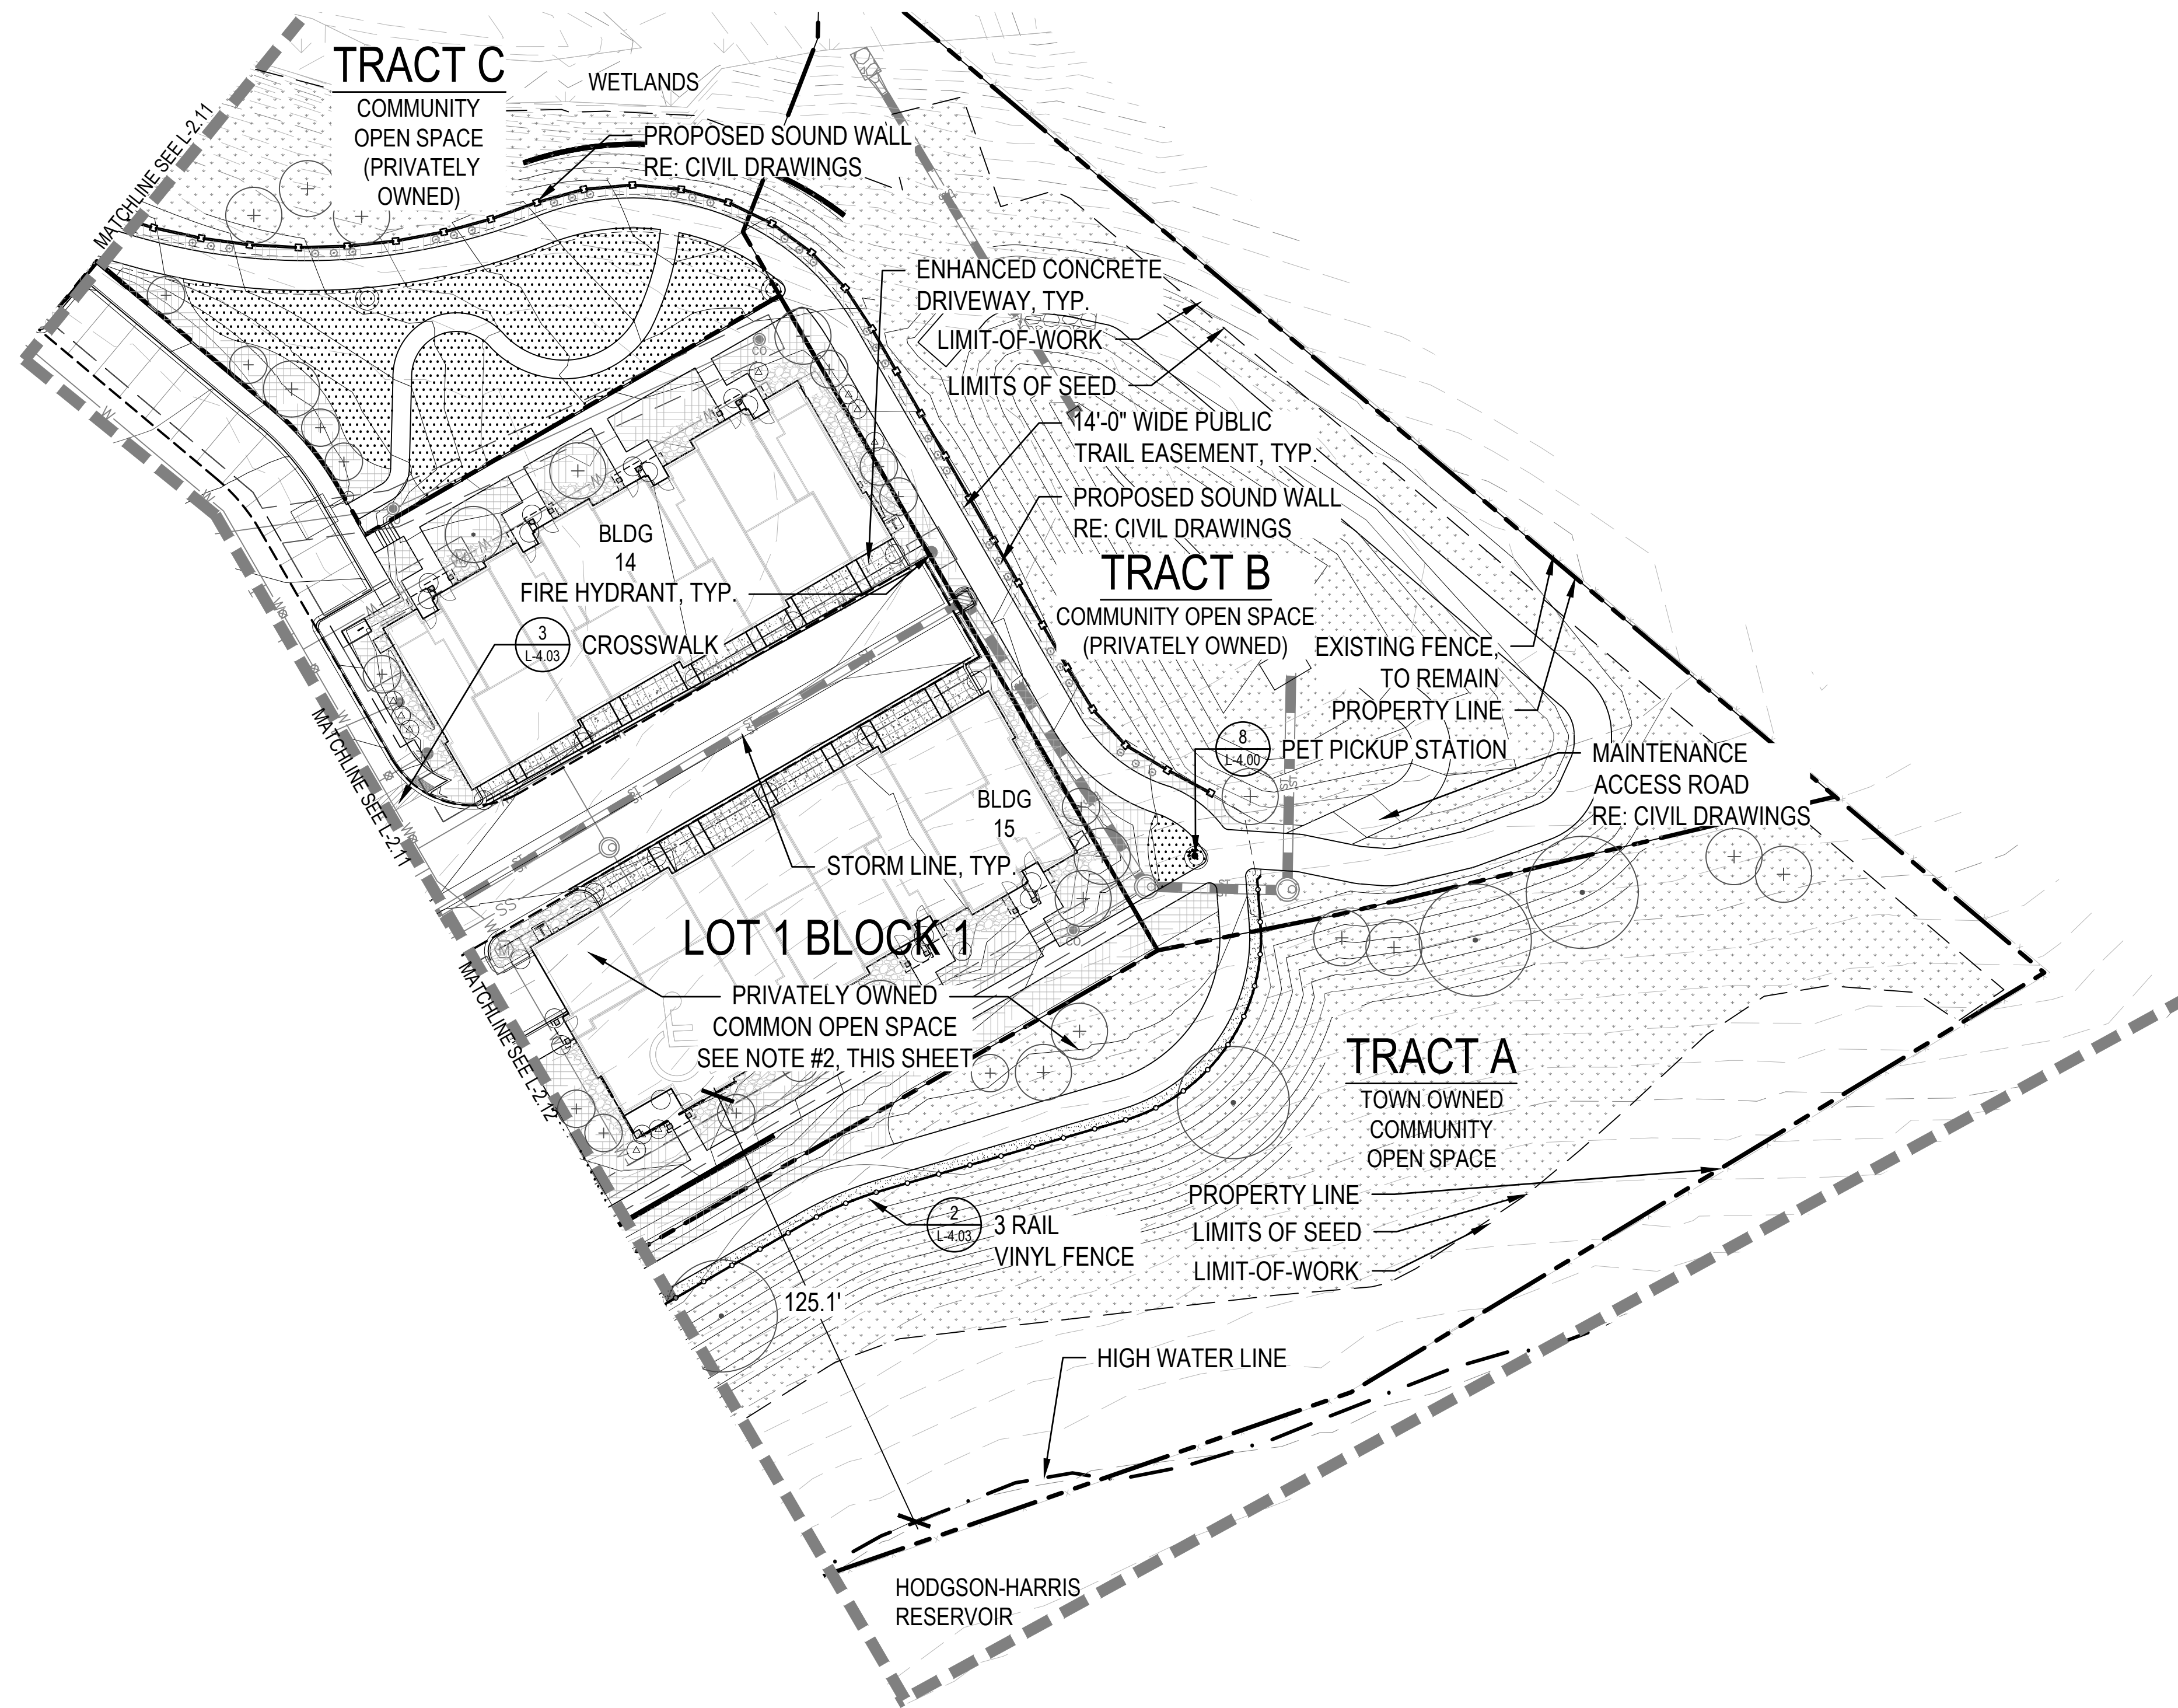 TRACT C
COMMUNITY
OPEN SPACE
(PRIVATELY
OWNED)
WETLANDS
MATCHLINE SEE L-2.11
PROPOSED SOUND WALL
RE: CIVIL DRAWINGS
ENHANCED CONCRETE
DRIVEWAY, TYP.
LIMIT-OF-WORK
LIMITS OF SEED
14'-0" WIDE PUBLIC
TRAIL EASEMENT, TYP.
PROPOSED SOUND WALL
RE: CIVIL DRAWINGS
BLDG
14
FIRE HYDRANT, TYP.
3
L-4.03
CROSSWALK
TRACT B
COMMUNITY OPEN SPACE
(PRIVATELY OWNED)
EXISTING FENCE,
TO REMAIN
PROPERTY LINE
8
L-4.00
PET PICKUP STATION
MAINTENANCE
ACCESS ROAD
RE: CIVIL DRAWINGS
MATCHLINE SEE L-2.11
BLDG
15
STORM LINE, TYP.
LOT 1 BLOCK 1
PRIVATELY OWNED
COMMON OPEN SPACE
SEE NOTE #2, THIS SHEET
MATCHLINE SEE L-2.12
TRACT A
TOWN OWNED
COMMUNITY
OPEN SPACE
PROPERTY LINE
LIMITS OF SEED
LIMIT-OF-WORK
2
L-4.03
3 RAIL
VINYL FENCE
125.1'
HIGH WATER LINE
HODGSON-HARRIS
RESERVOIR
CO
CO
SS